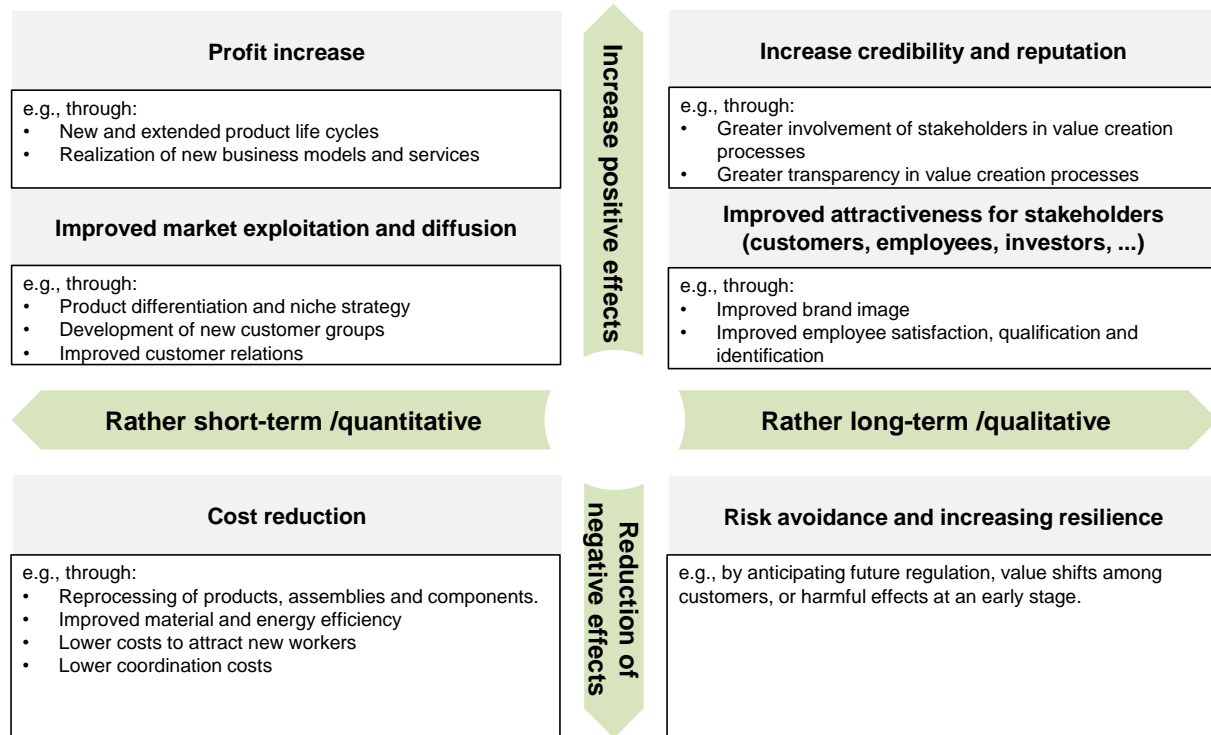 Profit increase
e.g., through:
• New and extended product life cycles
• Realization of new business models and services
Improved market exploitation and diffusion
e.g., through:
• Product differentiation and niche strategy
• Development of new customer groups
• Improved customer relations
Increase positive effects
Increase credibility and reputation
e.g., through:
• Greater involvement of stakeholders in value creation
processes
• Greater transparency in value creation processes
Improved attractiveness for stakeholders
(customers, employees, investors, ...)
e.g., through:
• Improved brand image
• Improved employee satisfaction, qualification and
identification
Rather short-term /quantitative
Rather long-term /qualitative
Cost reduction
e.g., through:
• Reprocessing of products, assemblies and components.
• Improved material and energy efficiency
• Lower costs to attract new workers
• Lower coordination costs
Reduction of
negative effects
Risk avoidance and increasing resilience
e.g., by anticipating future regulation, value shifts among
customers, or harmful effects at an early stage.